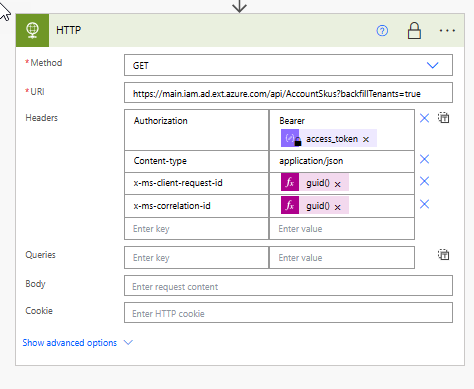 HTTP
* Method
GET
* URI
https://main.iam.ad.ext.azure.com/api/AccountSkus?backfillTenants=true
Headers
Authorization
Bearer
access_token ×
Content-type
application/json
x-ms-client-request-id
fx guid() ×
x-ms-correlation-id
fx guid() ×
Enter key
Enter value
Queries
Enter key
Enter value
Body
Enter request content
Cookie
Enter HTTP cookie
Show advanced options